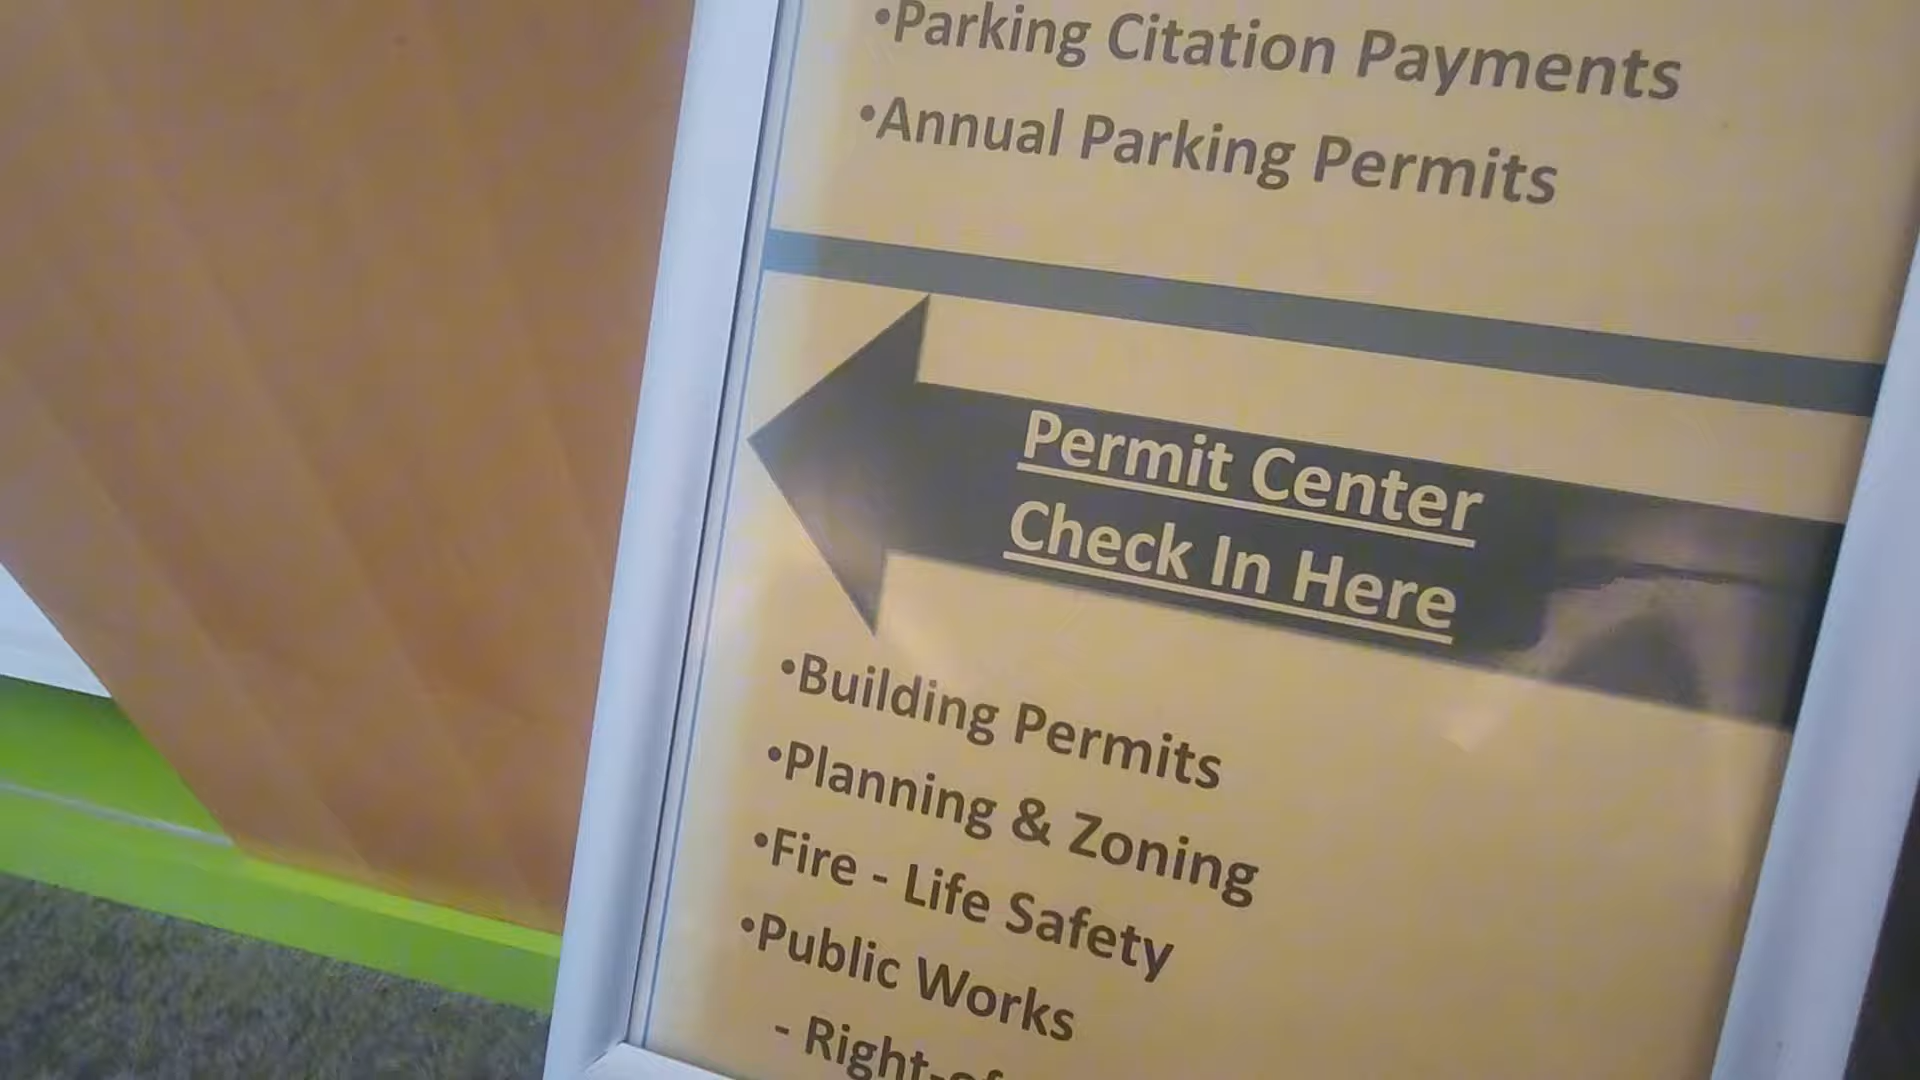 •Parking Citation Payments
•Annual Parking Permits
Permit Center
Check In Here
•Building Permits
•Planning & Zoning
•Fire - Life Safety
•Public Works
- Right-of